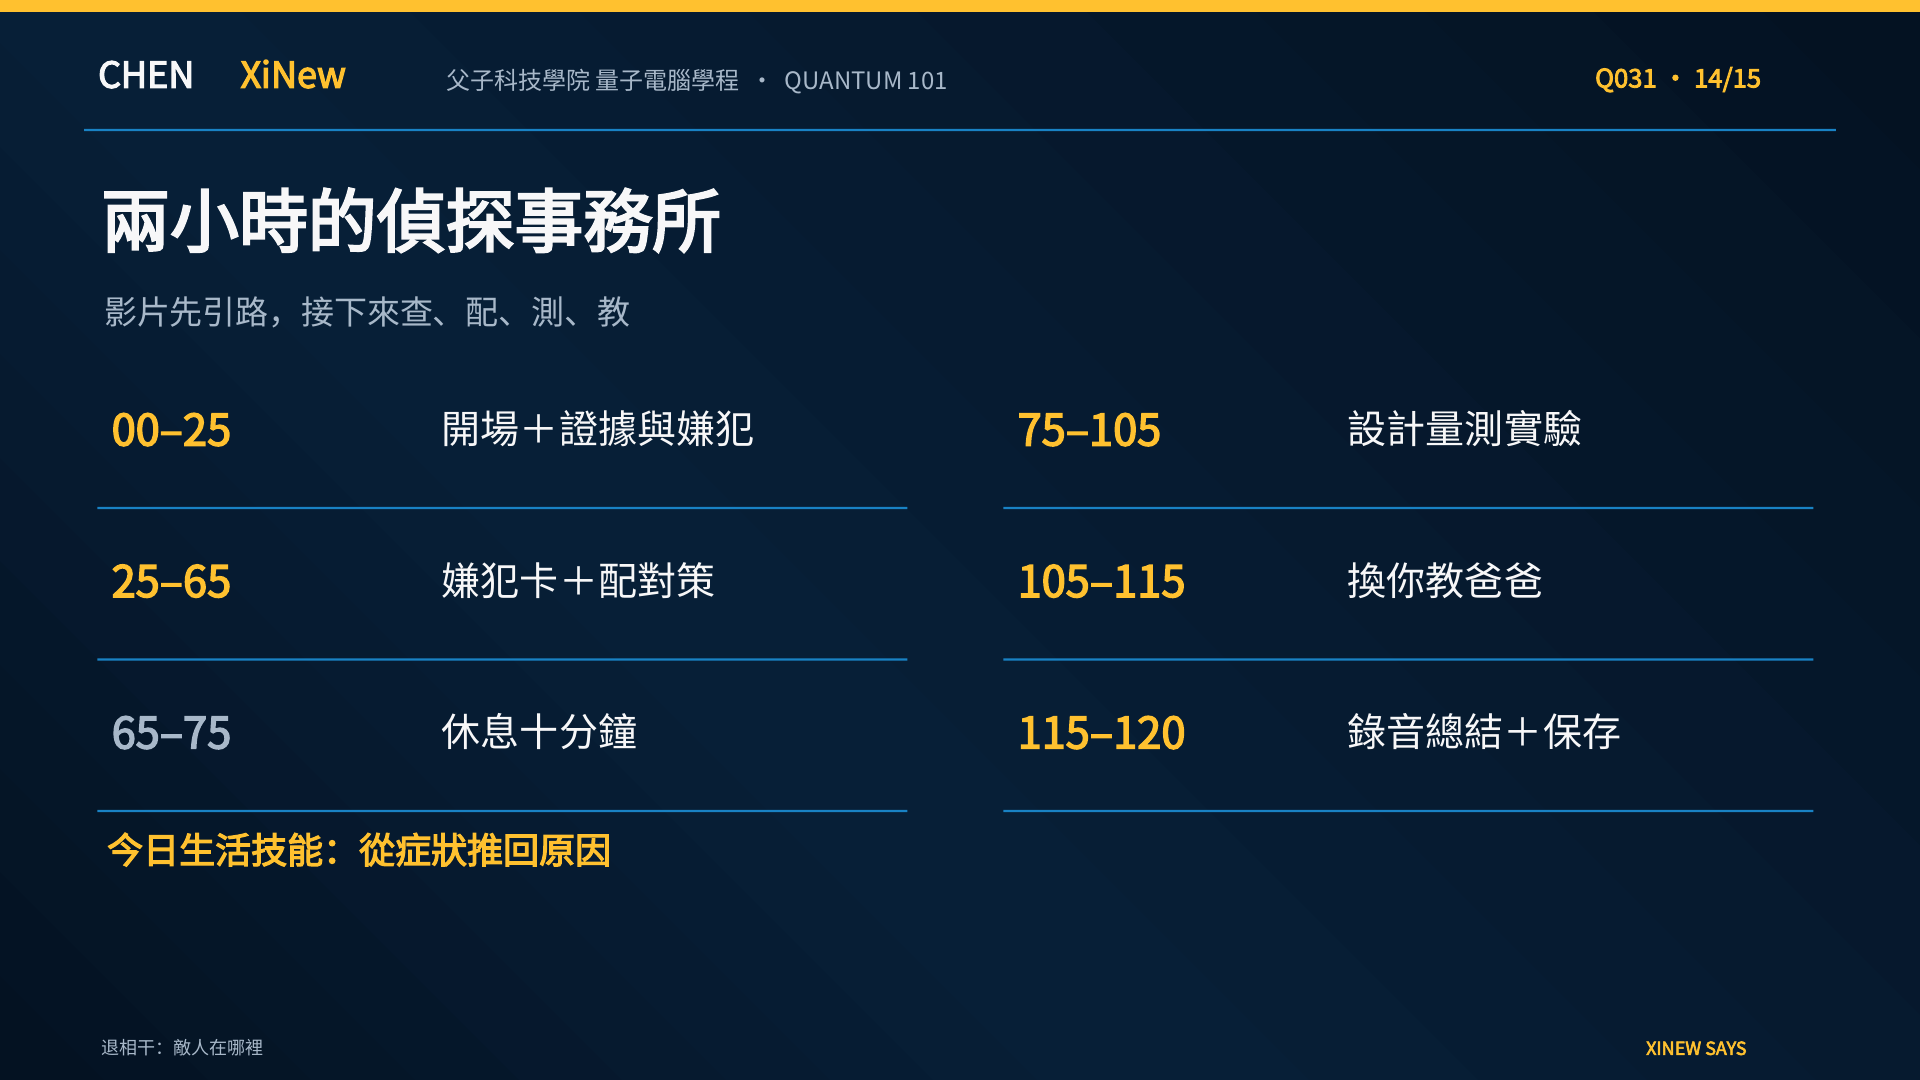 CHEN XiNew 父子科技學院 量子電腦學程 • QUANTUM 101 Q031 • 14/15
兩小時的偵探事務所
影片先引路，接下來查、配、測、教
00–25 開場＋證據與嫌犯
25–65 嫌犯卡＋配對策
65–75 休息十分鐘
75–105 設計量測實驗
105–115 換你教爸爸
115–120 錄音總結＋保存
今日生活技能：從症狀推回原因
退相干：敵人在哪裡 XINEW SAYS